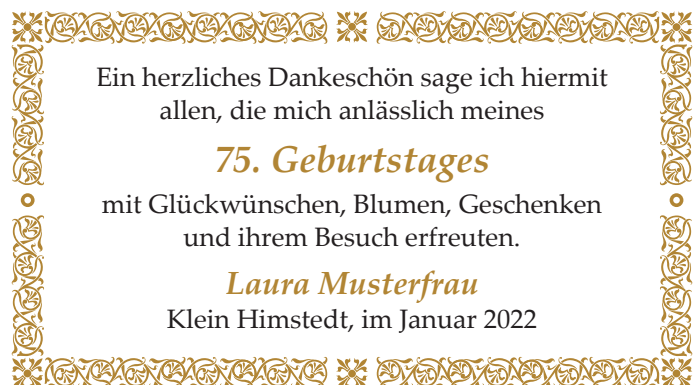 Ein herzliches Dankeschön sage ich hiermit
allen, die mich anlässlich meines
75. Geburtstages
mit Glückwünschen, Blumen, Geschenken
und ihrem Besuch erfreuten.
Laura Musterfrau
Klein Himstedt, im Januar 2022